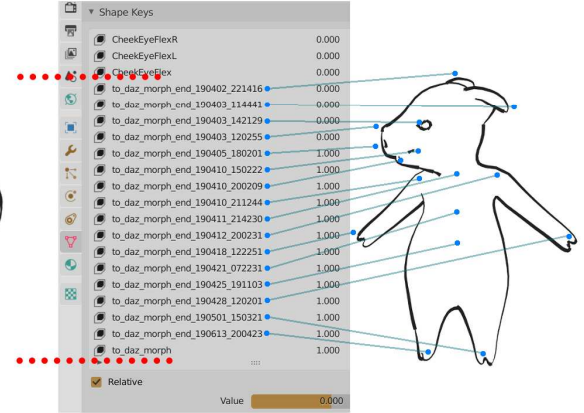 Shape Keys
CheekEyeFlexR 0.000
CheekEyeFlexL 0.000
CheekEyeFlex 0.000
to_daz_morph_end_190402_221416 0.000
to_daz_morph_end_190403_114441 0.000
to_daz_morph_end_190403_142129 0.000
to_daz_morph_end_190403_120255 0.000
to_daz_morph_end_190405_180201 1.000
to_daz_morph_end_190410_150222 1.000
to_daz_morph_end_190410_200209 1.000
to_daz_morph_end_190410_211244 1.000
to_daz_morph_end_190411_214230 1.000
to_daz_morph_end_190412_200231 1.000
to_daz_morph_end_190418_122251 1.000
to_daz_morph_end_190421_072231 1.000
to_daz_morph_end_190425_191103 1.000
to_daz_morph_end_190428_120201 1.000
to_daz_morph_end_190501_150321 1.000
to_daz_morph_end_190613_200423 1.000
to_daz_morph 1.000
Relative
Value 0.000